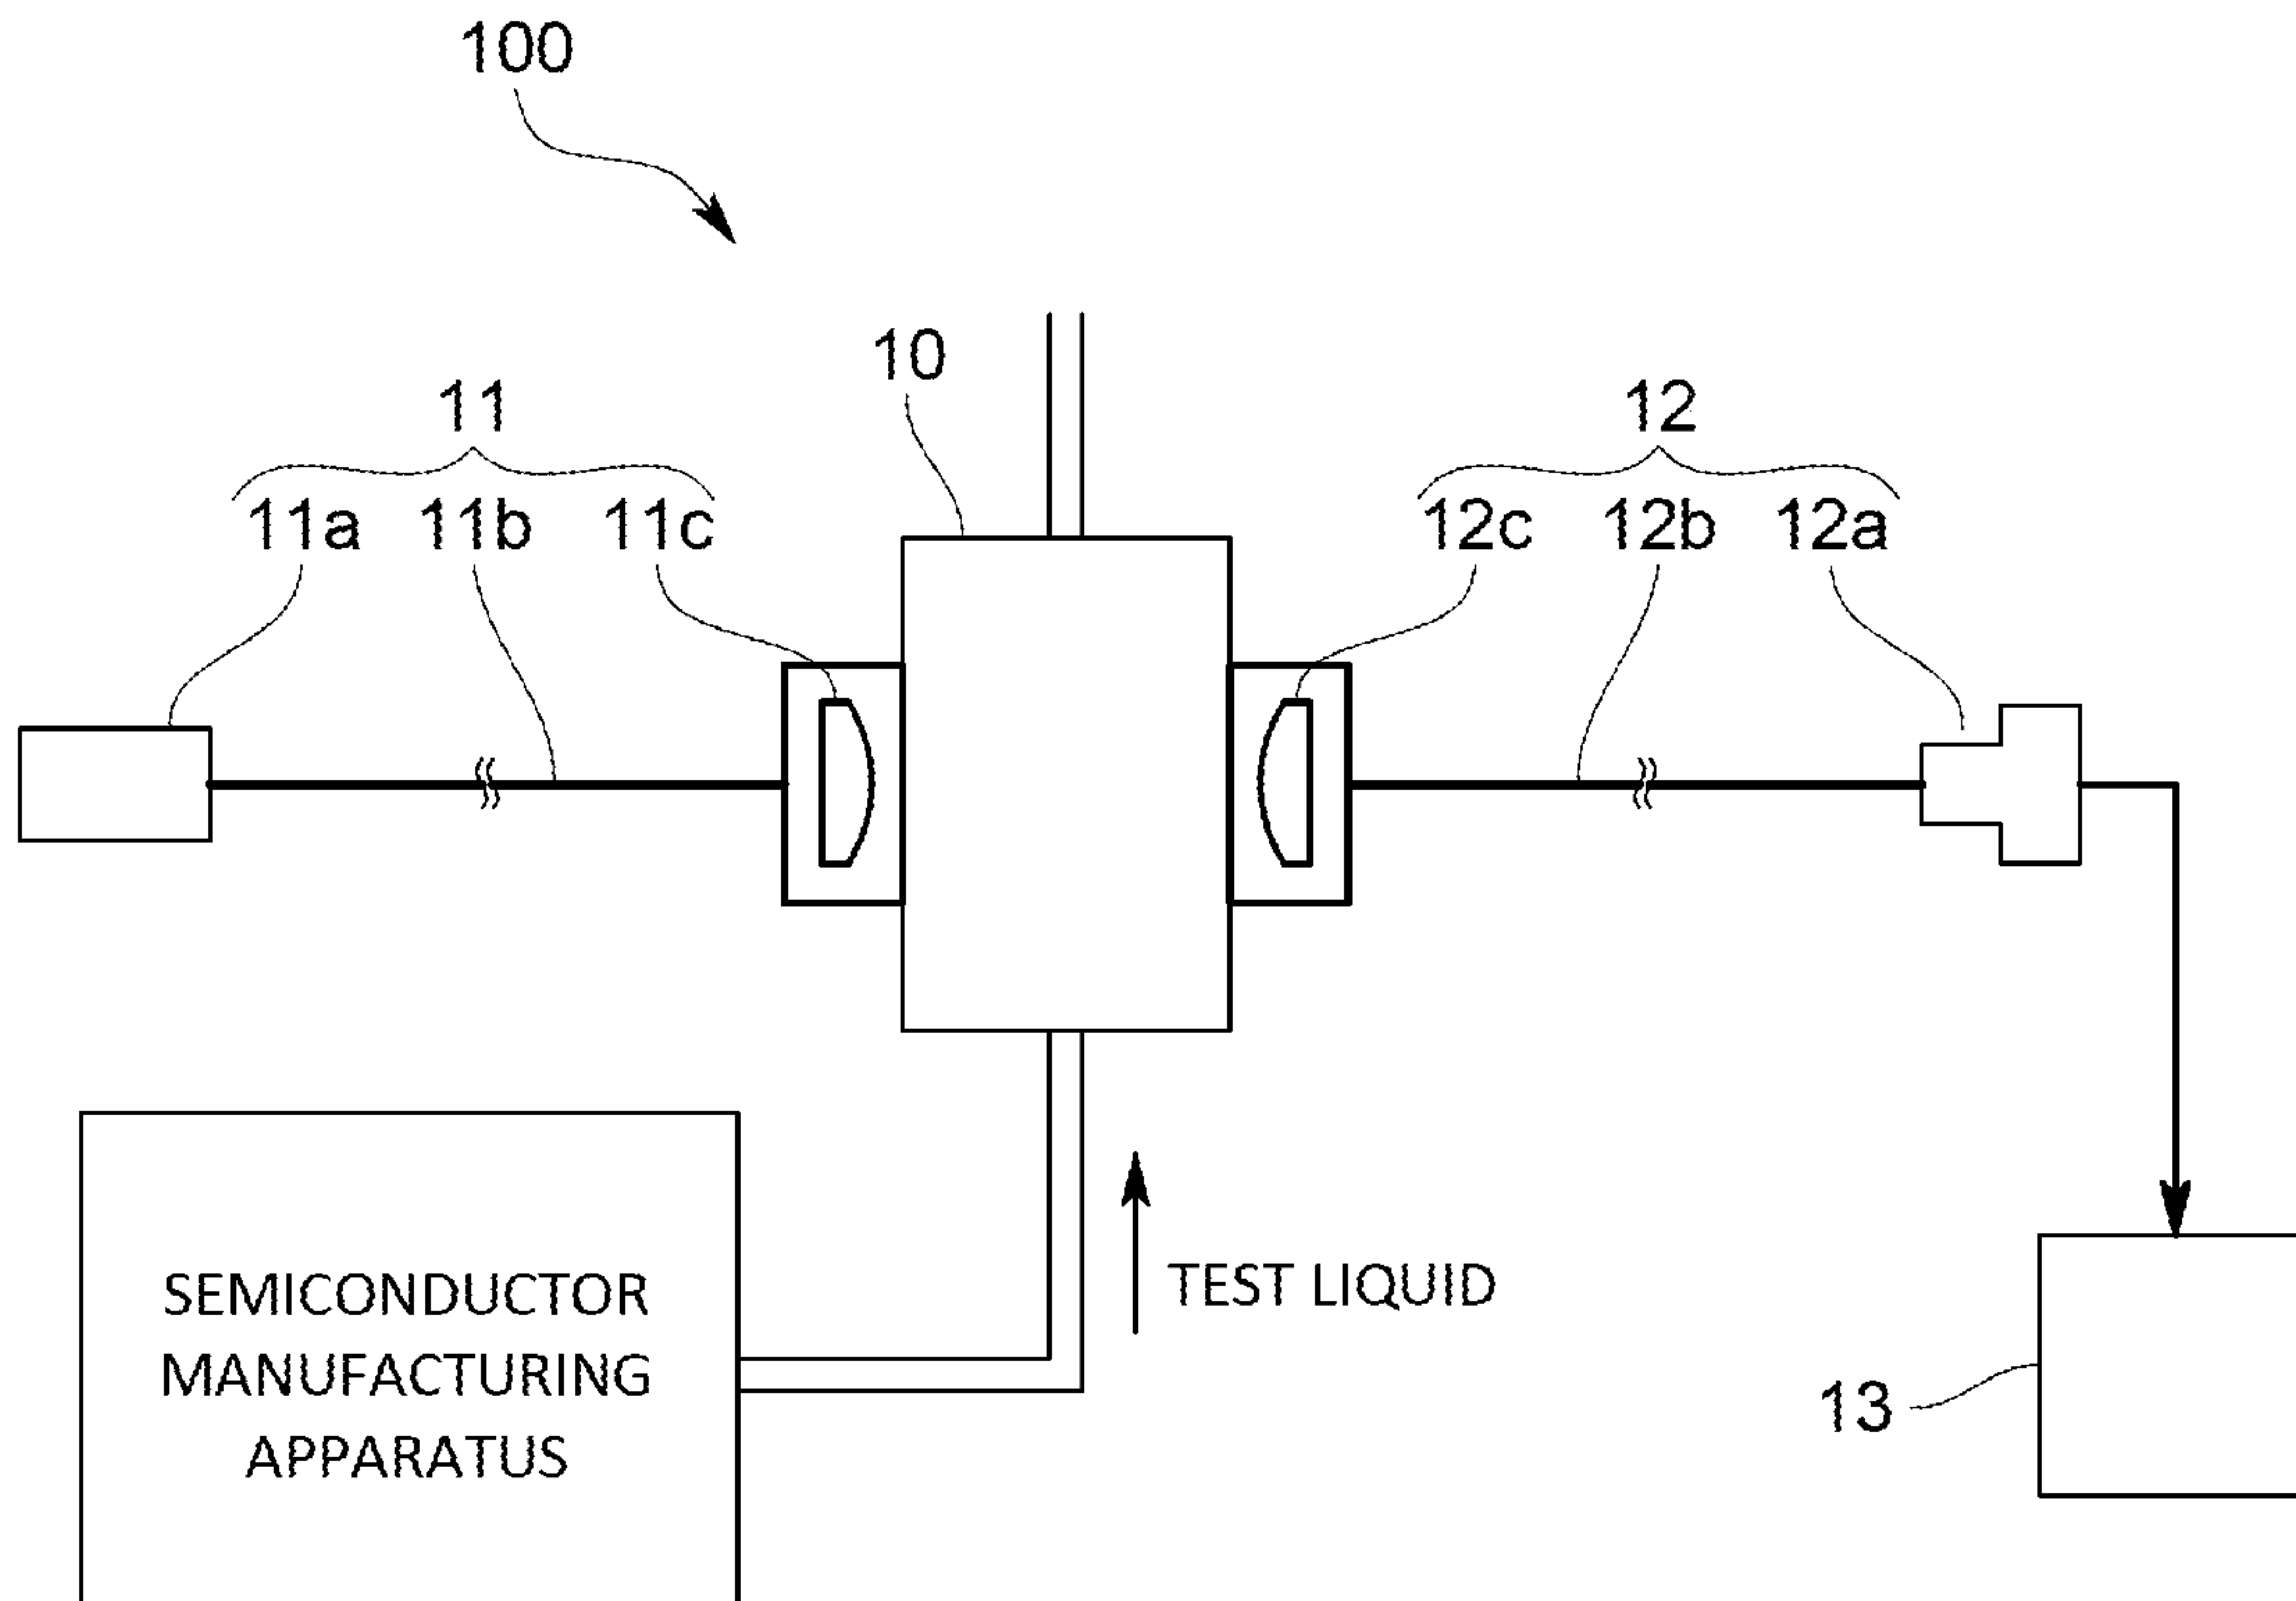 100
10
11
12
11a 11b 11c
12c 12b 12a
TEST LIQUID
SEMICONDUCTOR
MANUFACTURING
APPARATUS
13